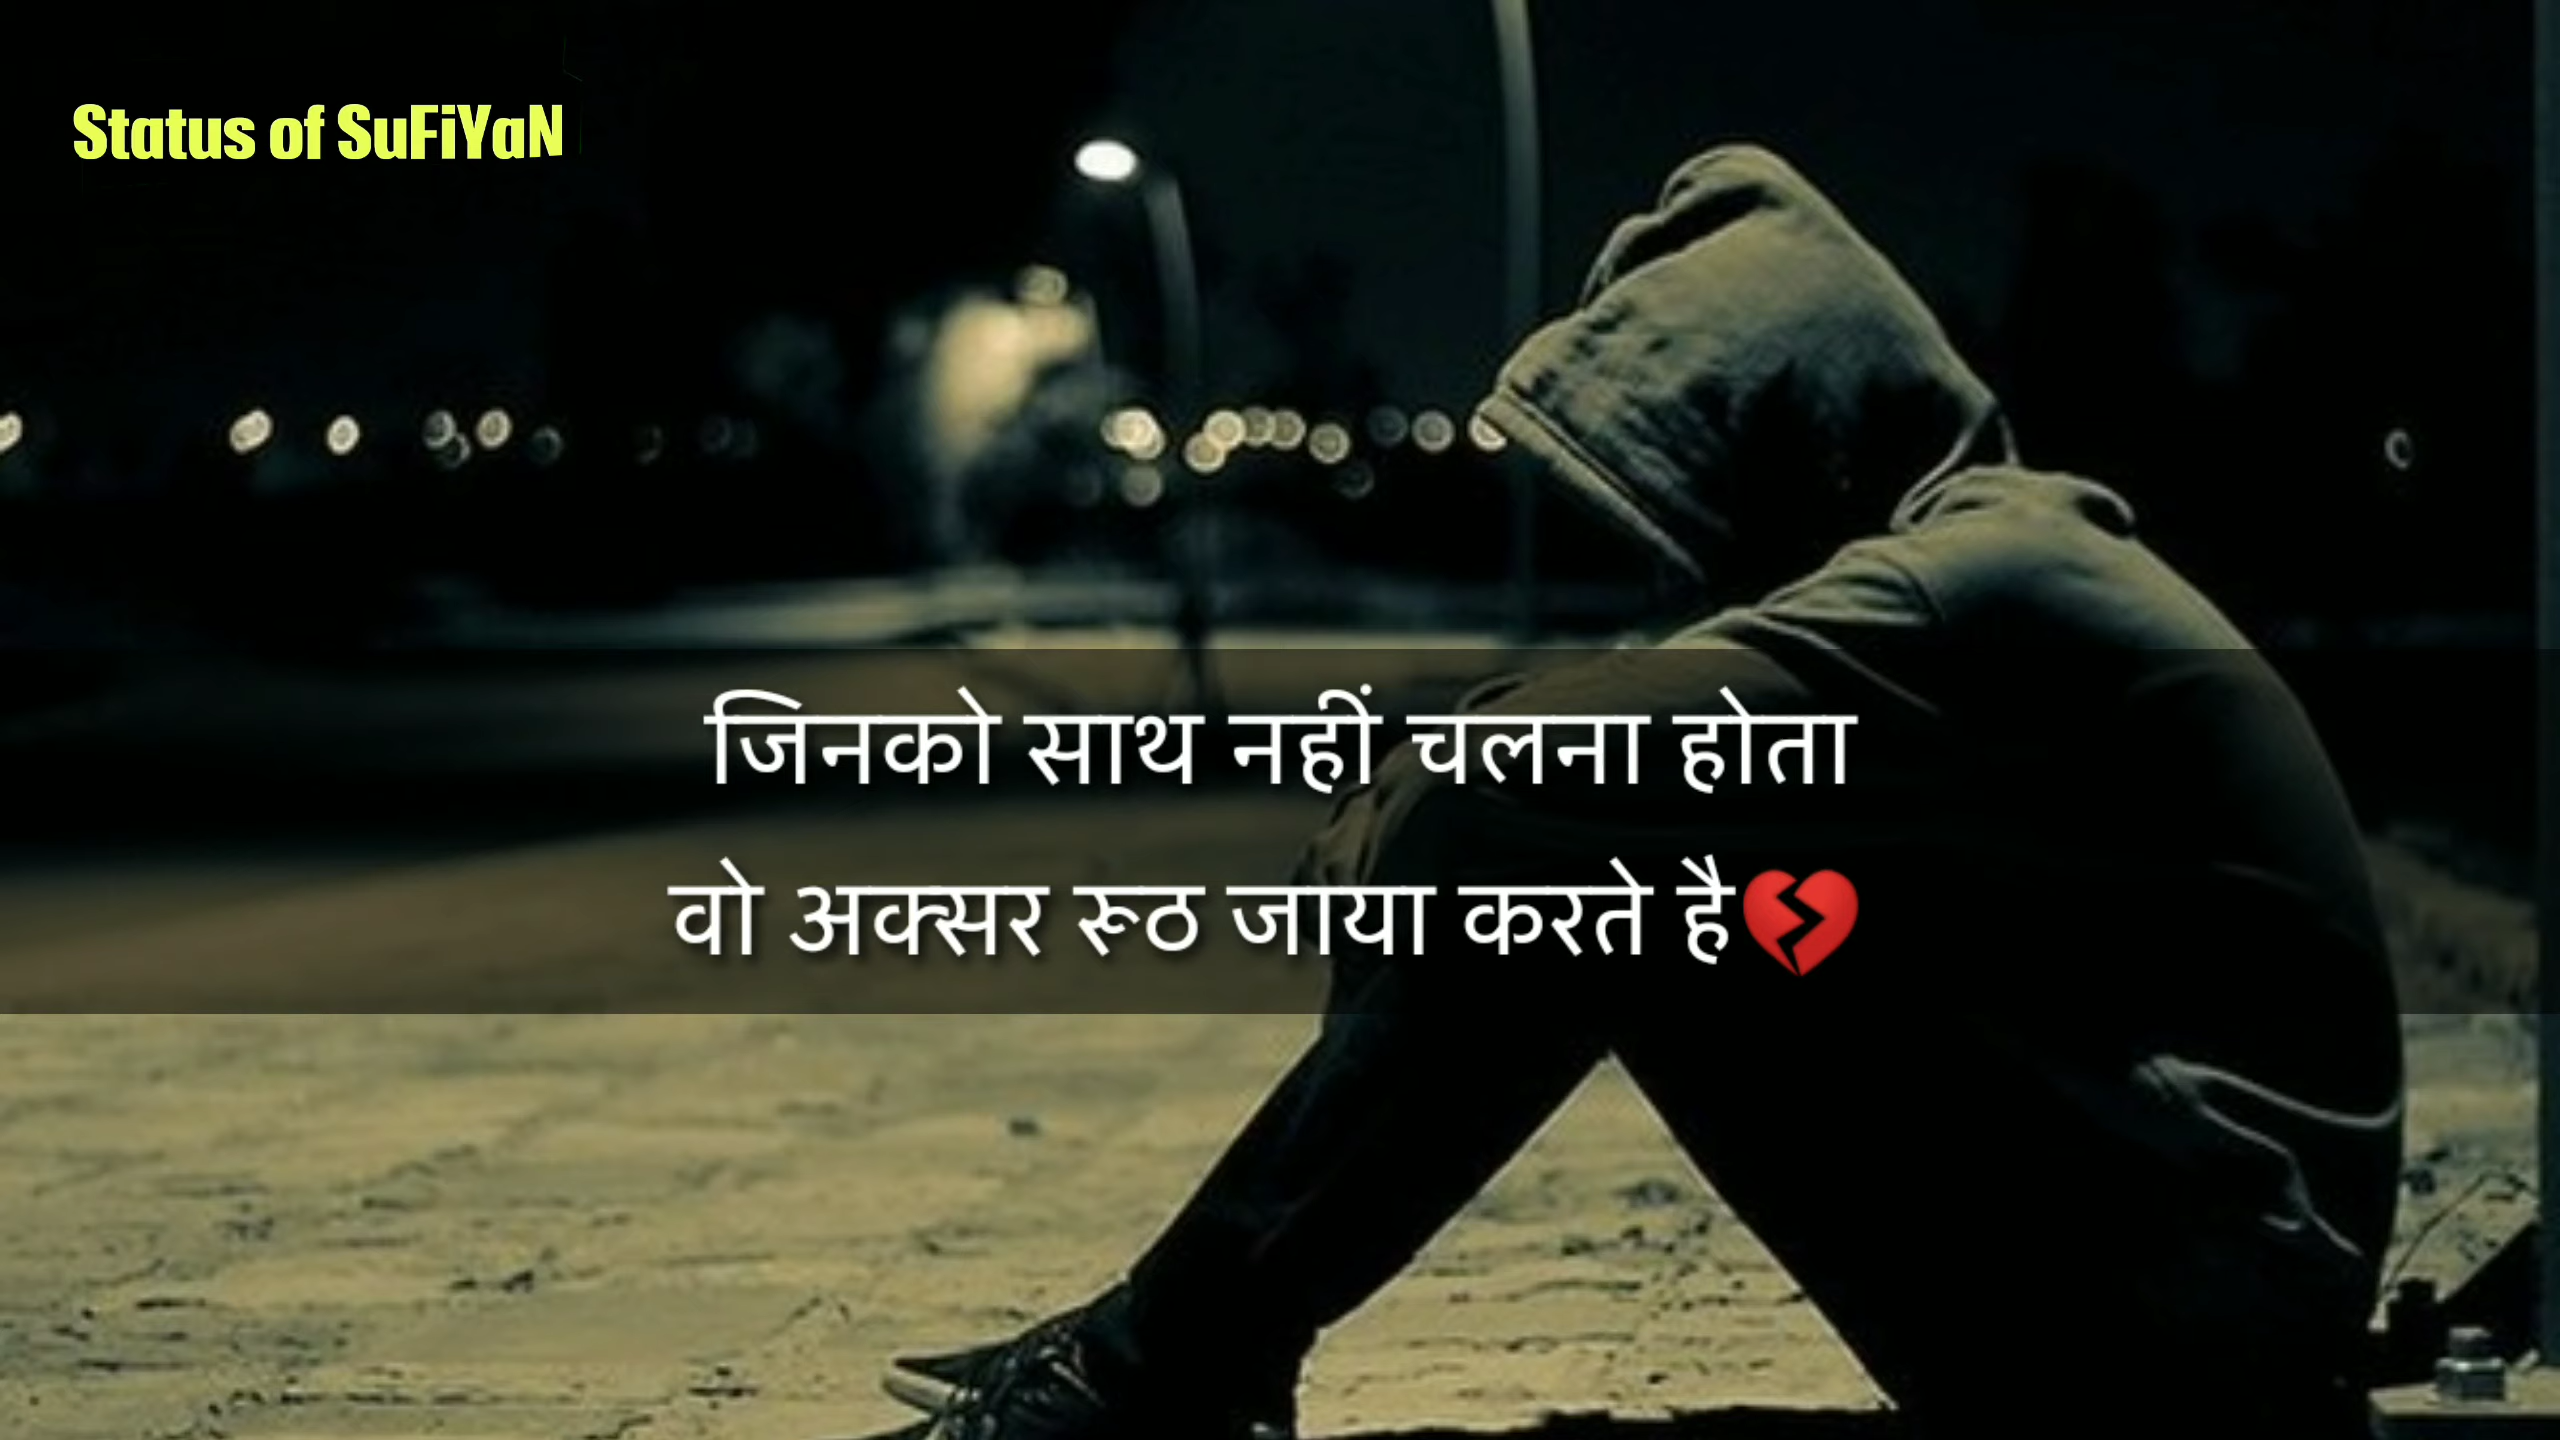 Status of SuFiYaN
जिनको साथ नहीं चलना होता
वो अक्सर रूठ जाया करते है💔